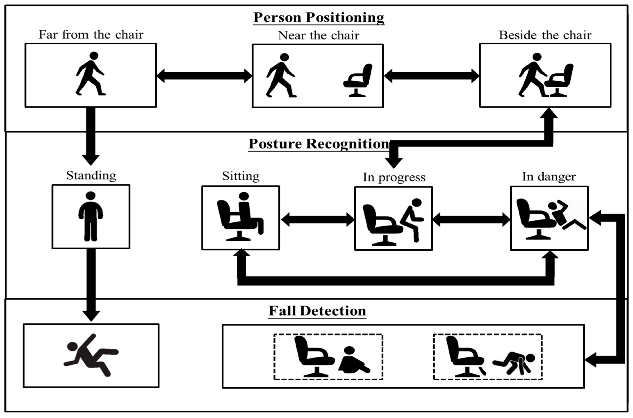 Person Positioning
Far from the chair
Near the chair
Beside the chair
Posture Recognition
Standing
Sitting
In progress
In danger
Fall Detection